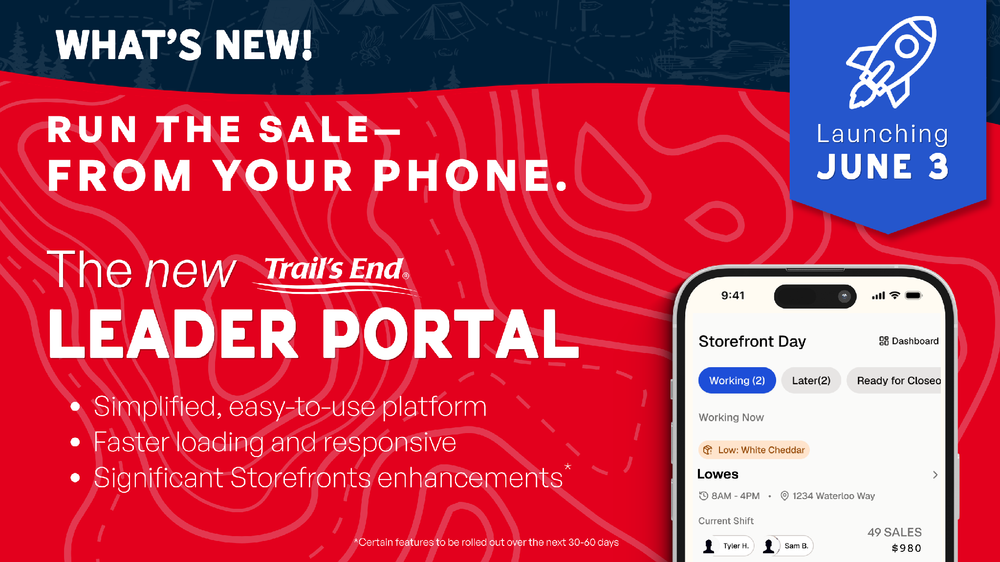 WHAT'S NEW!
RUN THE SALE—
FROM YOUR PHONE.
Launching
JUNE 3
The new Trail's End®
LEADER PORTAL
• Simplified, easy-to-use platform
• Faster loading and responsive
• Significant Storefronts enhancements*
*Certain features to be rolled out over the next 30-60 days
9:41
Storefront Day Dashboard
Working (2) Later(2) Ready for Closeo
Working Now
Low: White Cheddar
Lowes
8AM - 4PM • 1234 Waterloo Way
Current Shift
49 SALES
Tyler H. Sam B. $980